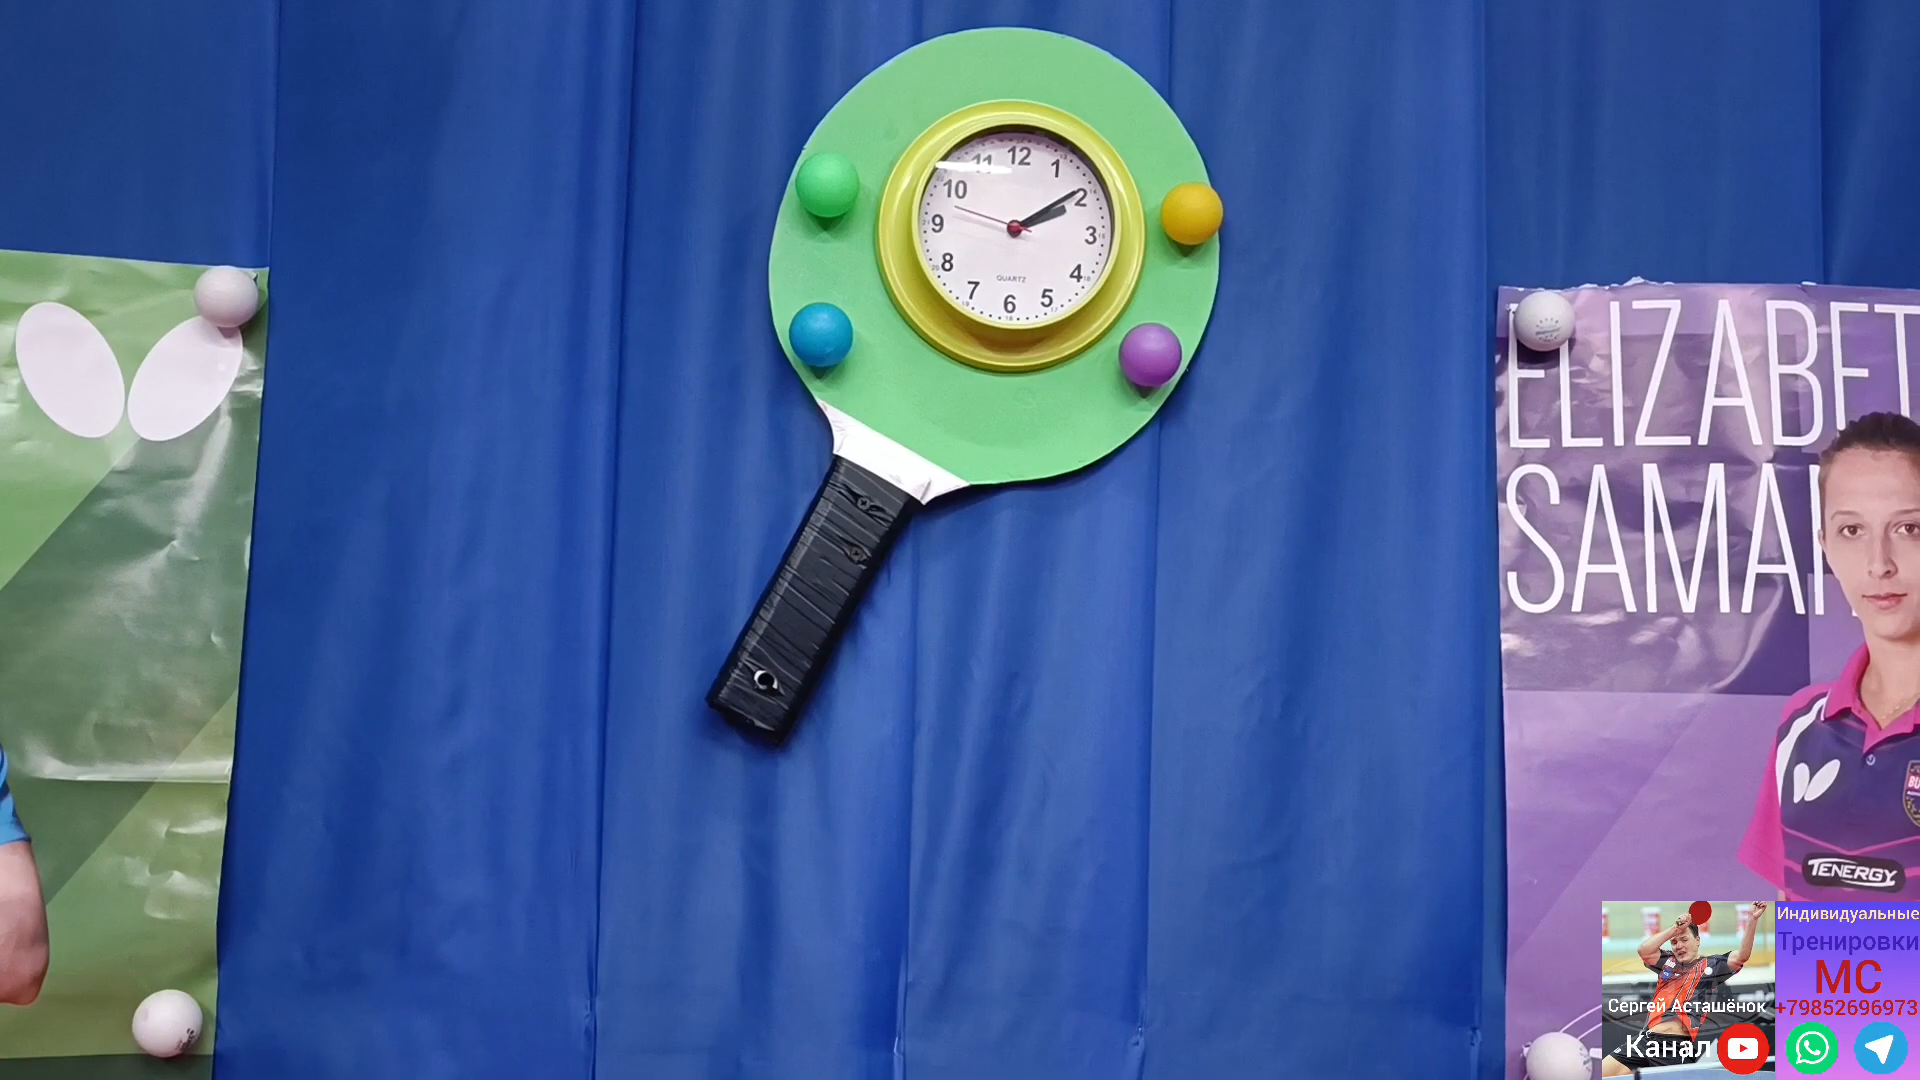 12
1
2
3
4
5
6
7
8
9
10
11
QUARTZ
ELIZABET
SAMA
TENERGY
Индивидуальные
Тренировки
МС
+79852696973
Сергей Асташёнок
Канал